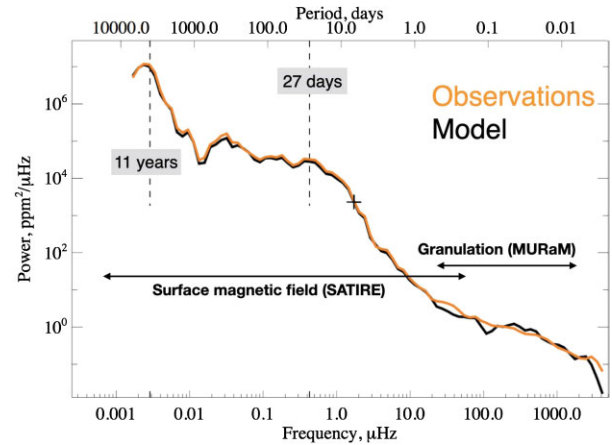 Period, days
10000.0 1000.0 100.0 10.0 1.0 0.1 0.01
27 days
Observations
Model
11 years
Granulation (MURaM)
Surface magnetic field (SATIRE)
Power, ppm²/μHz
10⁶
10⁴
10²
10⁰
0.001 0.01 0.1 1.0 10.0 100.0 1000.0
Frequency, μHz